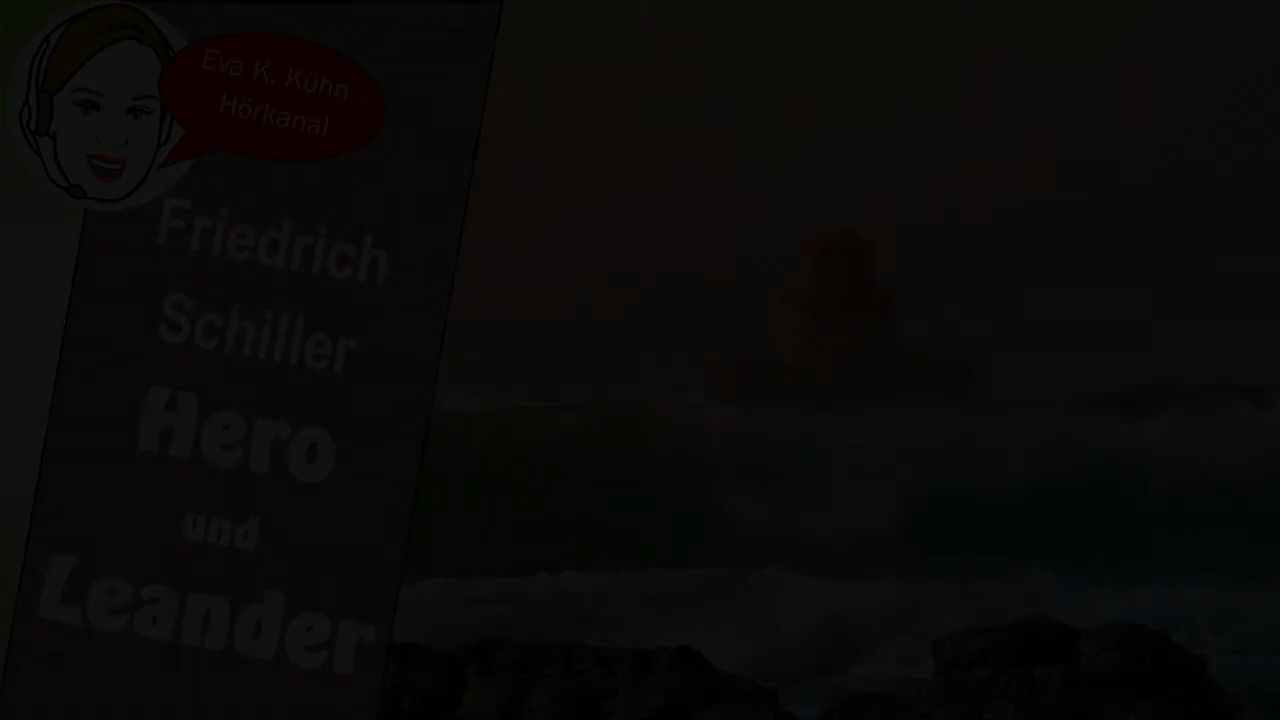 Eva K. Kühn -
Hörkanal
Friedrich
Schiller
Hero
und
Leander